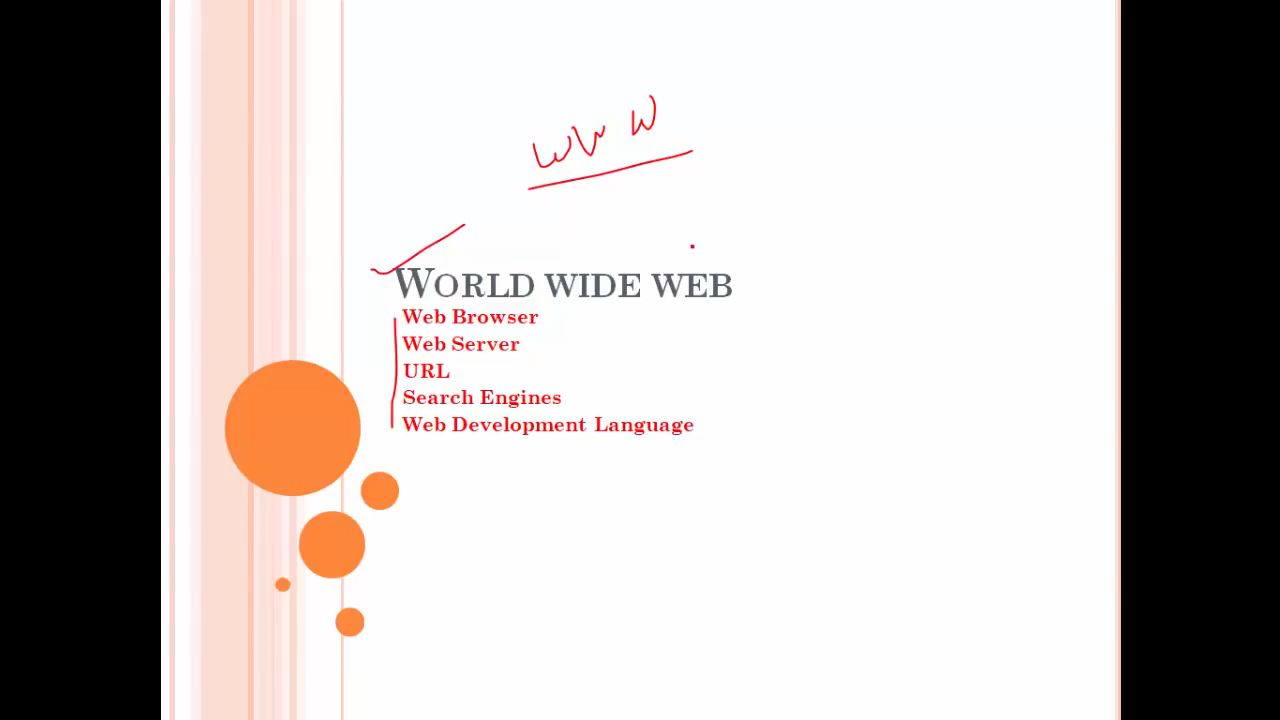 WWW
WORLD WIDE WEB
Web Browser
Web Server
URL
Search Engines
Web Development Language